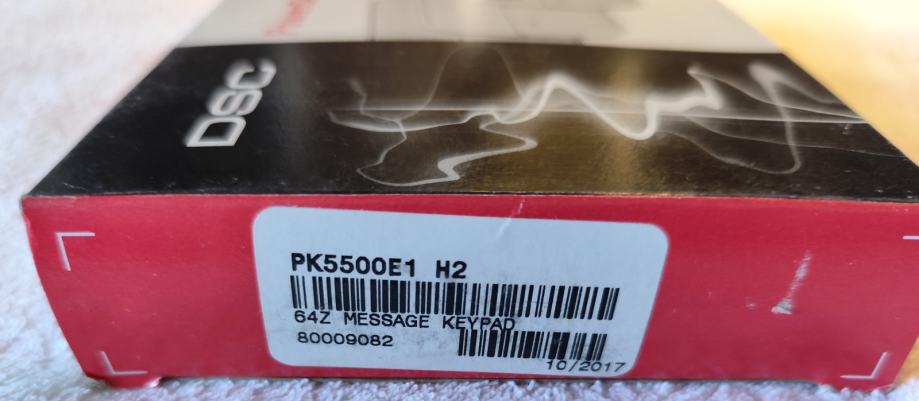 DSC
PK5500E1 H2
64Z MESSAGE KEYPAD
80009082
10/2017